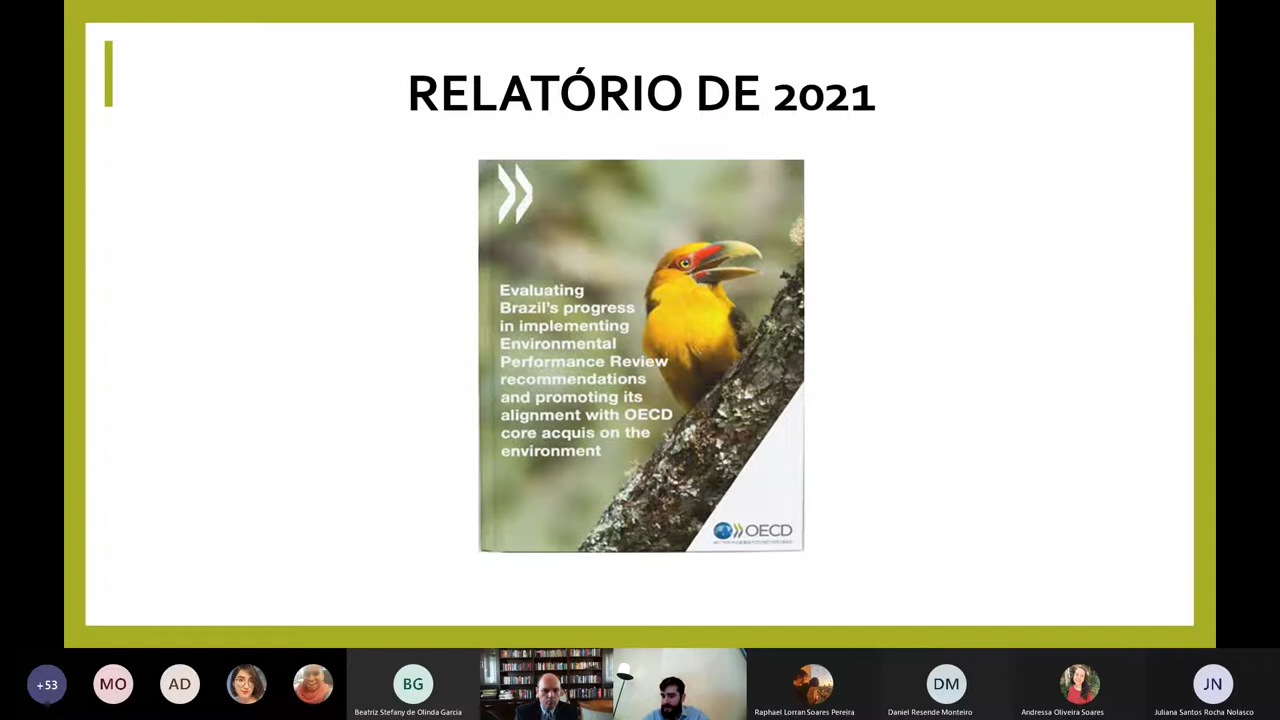 RELATÓRIO DE 2021
Evaluating
Brazil's progress
in implementing
Environmental
Performance Review
recommendations
and promoting its
alignment with OECD
core acquis on the
environment
OECD
+53
MO
AD
BG
Beatriz Stefany de Olinda Garcia
Raphael Lorran Soares Pereira
DM
Daniel Resende Monteiro
Andressa Oliveira Soares
JN
Juliana Santos Rocha Nolasco